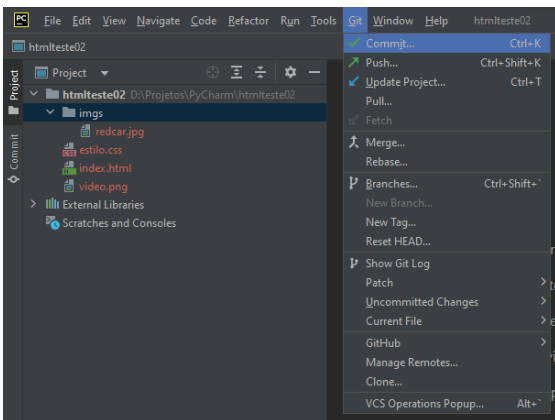 PC File Edit View Navigate Code Refactor Run Tools Git Window Help htmlteste02
htmlteste02
Project
Project
Commit
htmlteste02 D:\Projetos\PyCharm\htmlteste02
imgs
redcar.jpg
estilo.css
index.html
video.png
External Libraries
Scratches and Consoles
Commit... Ctrl+K
Push... Ctrl+Shift+K
Update Project... Ctrl+T
Pull...
Fetch
Merge...
Rebase...
Branches... Ctrl+Shift+`
New Branch...
New Tag...
Reset HEAD...
Show Git Log
Patch
Uncommitted Changes
Current File
GitHub
Manage Remotes...
Clone...
VCS Operations Popup... Alt+`